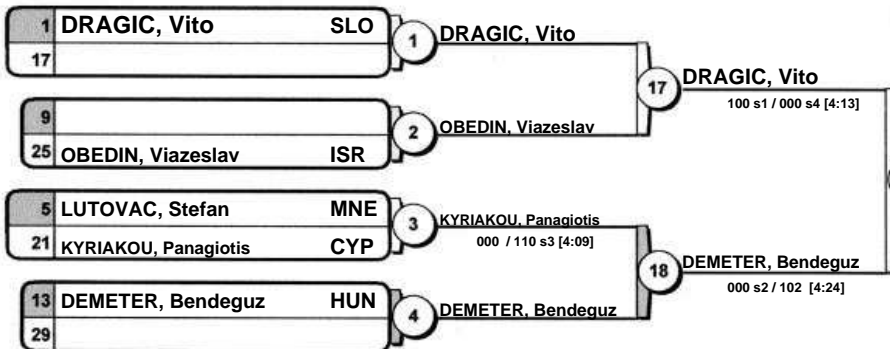 1 DRAGIC, Vito SLO
17
1 DRAGIC, Vito
17 DRAGIC, Vito
100 s1 / 000 s4 [4:13]
9
25 OBEDIN, Viazeslav ISR
2 OBEDIN, Viazeslav
5 LUTOVAC, Stefan MNE
21 KYRIAKOU, Panagiotis CYP
3 KYRIAKOU, Panagiotis
000 / 110 s3 [4:09]
18 DEMETER, Bendeguz
000 s2 / 102 [4:24]
13 DEMETER, Bendeguz HUN
29
4 DEMETER, Bendeguz